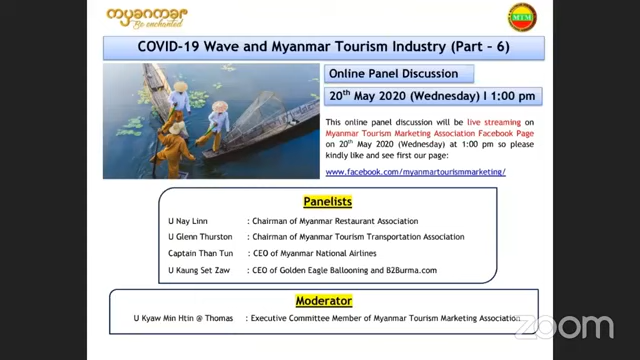 မြန်မာ
Be enchanted
MTM
COVID-19 Wave and Myanmar Tourism Industry (Part – 6)
Online Panel Discussion
20th May 2020 (Wednesday) I 1:00 pm
This online panel discussion will be live streaming on
Myanmar Tourism Marketing Association Facebook Page
on 20th May 2020 (Wednesday) at 1:00 pm so please
kindly like and see first our page:
www.facebook.com/myanmartourismmarketing/
Panelists
U Nay Linn : Chairman of Myanmar Restaurant Association
U Glenn Thurston : Chairman of Myanmar Tourism Transportation Association
Captain Than Tun : CEO of Myanmar National Airlines
U Kaung Set Zaw : CEO of Golden Eagle Ballooning and B2Burma.com
Moderator
U Kyaw Min Htin @ Thomas : Executive Committee Member of Myanmar Tourism Marketing Association
zoom